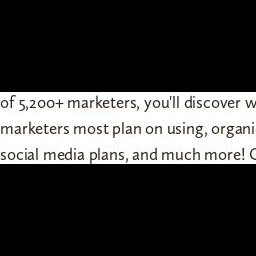 of 5,200+ marketers, you'll discover w
marketers most plan on using, organi
social media plans, and much more!